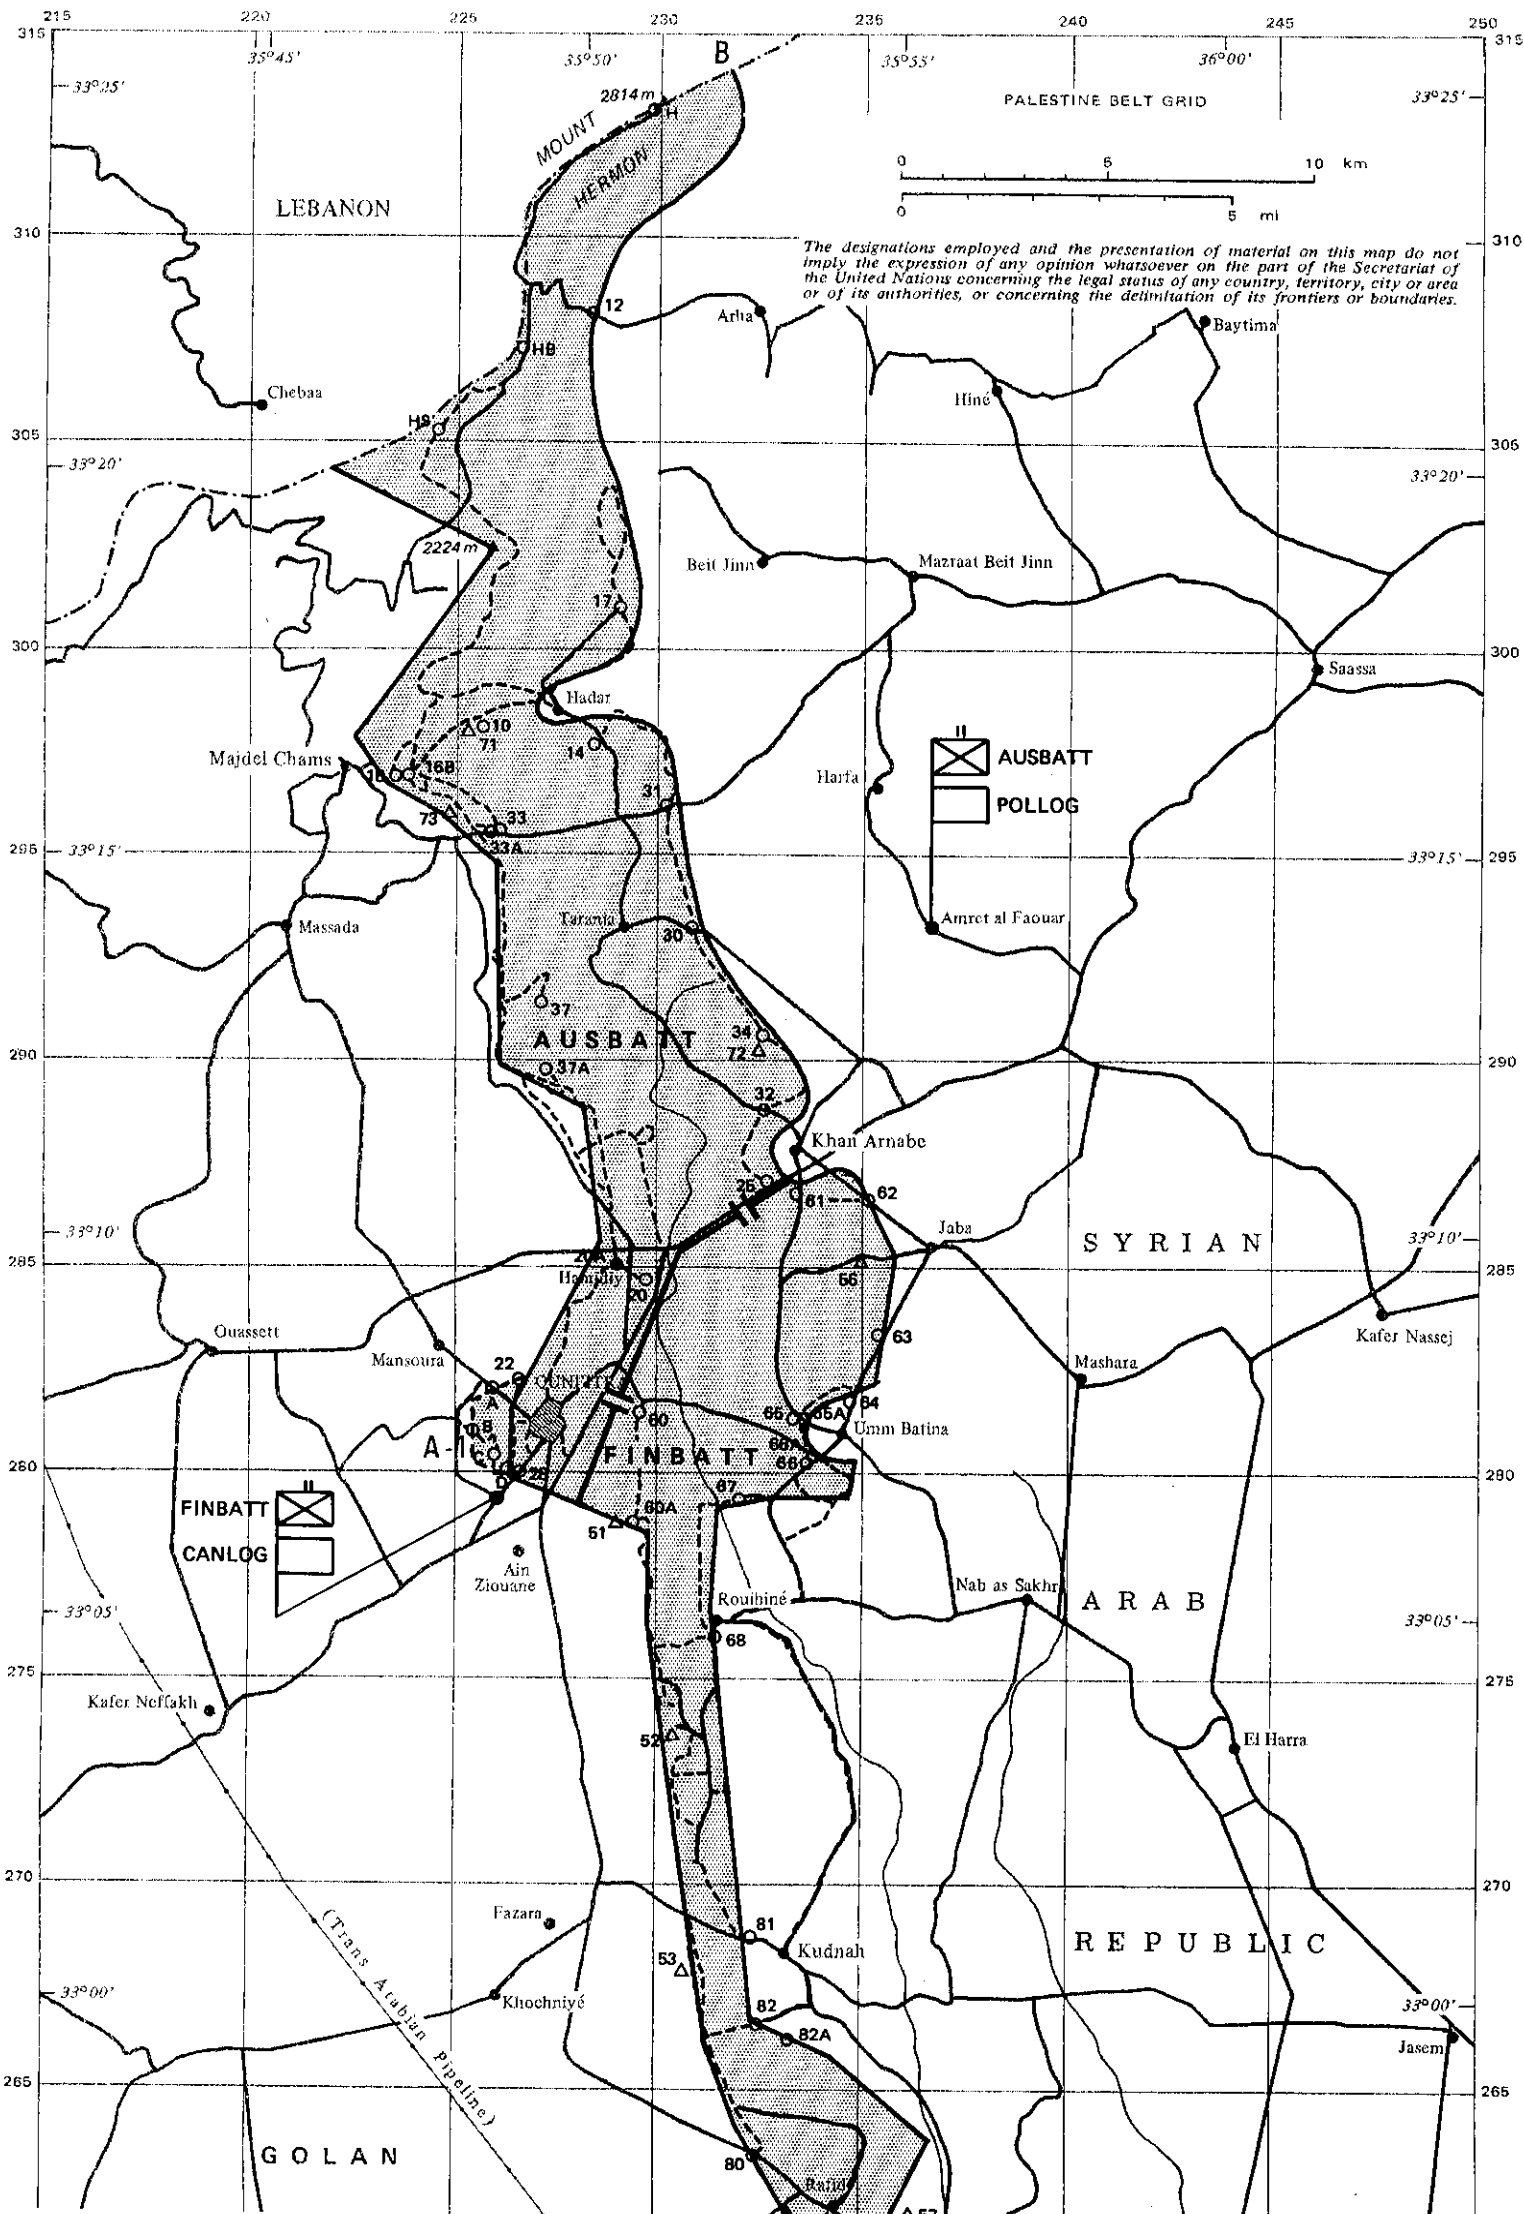 215 220 225 230 235 240 245 250
315 315
35°45' 35°50' 35°55' 36°00'
33°25' 33°25'
B
PALESTINE BELT GRID
2814 m
H
MOUNT
HERMON
0 5 10 km
0 5 mi
LEBANON
310 310
The designations employed and the presentation of material on this map do not
imply the expression of any opinion whatsoever on the part of the Secretariat of
the United Nations concerning the legal status of any country, territory, city or area
or of its authorities, or concerning the delimitation of its frontiers or boundaries.
12
Arna
Baytima
HB
Chebaa
Hiné
HS
305 305
33°20' 33°20'
2224 m
Beit Jinn
Mazraat Beit Jinn
17
300 300
Saassa
Hadar
10
71
14
Majdel Chams
16
16B
AUSBATT
Harfa
POLLOG
31
73
33
33A
295 295
33°15' 33°15'
Massada
Taranja
30
Amret al Faouar
37
AUSBATT
34
72
290 290
37A
32
Khan Arnabe
25
61
62
33°10' 33°10'
Jaba
SYRIAN
285 285
Hamidiy
20
56
Ouassett
63
Kafer Nassej
Mansoura
22
Mashara
A
60
65
65A
64
B
Umm Batina
A-1
C
FINBATT
66A
66
280 280
D
67
FINBATT
60A
51
CANLOG
Ain
Ziouane
Nab as Sakhr
Rouihiné
ARAB
33°05' 33°05'
68
275 275
Kafer Neffakh
52
El Harra
270 270
Fazara
81
(Trans Arabian Pipeline)
Kudnah
REPUBLIC
53
33°00' 33°00'
Khochniyé
82
82A
Jasem
265 265
GOLAN
80
Rafid
57